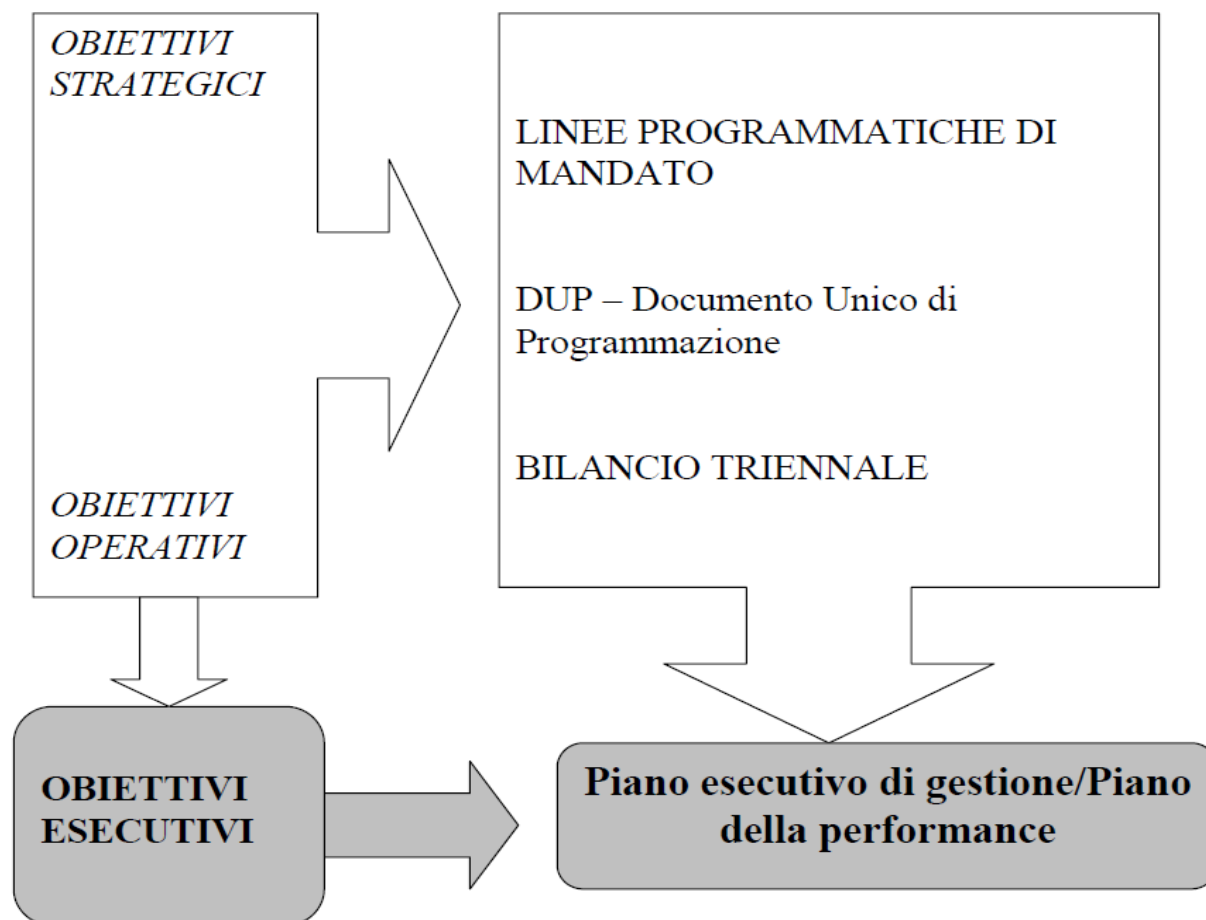 OBIETTIVI
STRATEGICI
OBIETTIVI
OPERATIVI
LINEE PROGRAMMATICHE DI
MANDATO
DUP – Documento Unico di
Programmazione
BILANCIO TRIENNALE
OBIETTIVI
ESECUTIVI
Piano esecutivo di gestione/Piano
della performance